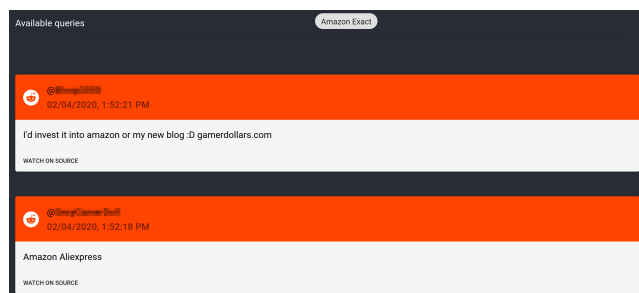 Available queries
Amazon Exact
@
02/04/2020, 1:52:21 PM
I'd invest it into amazon or my new blog :D gamerdollars.com
WATCH ON SOURCE
@
02/04/2020, 1:52:18 PM
Amazon Aliexpress
WATCH ON SOURCE